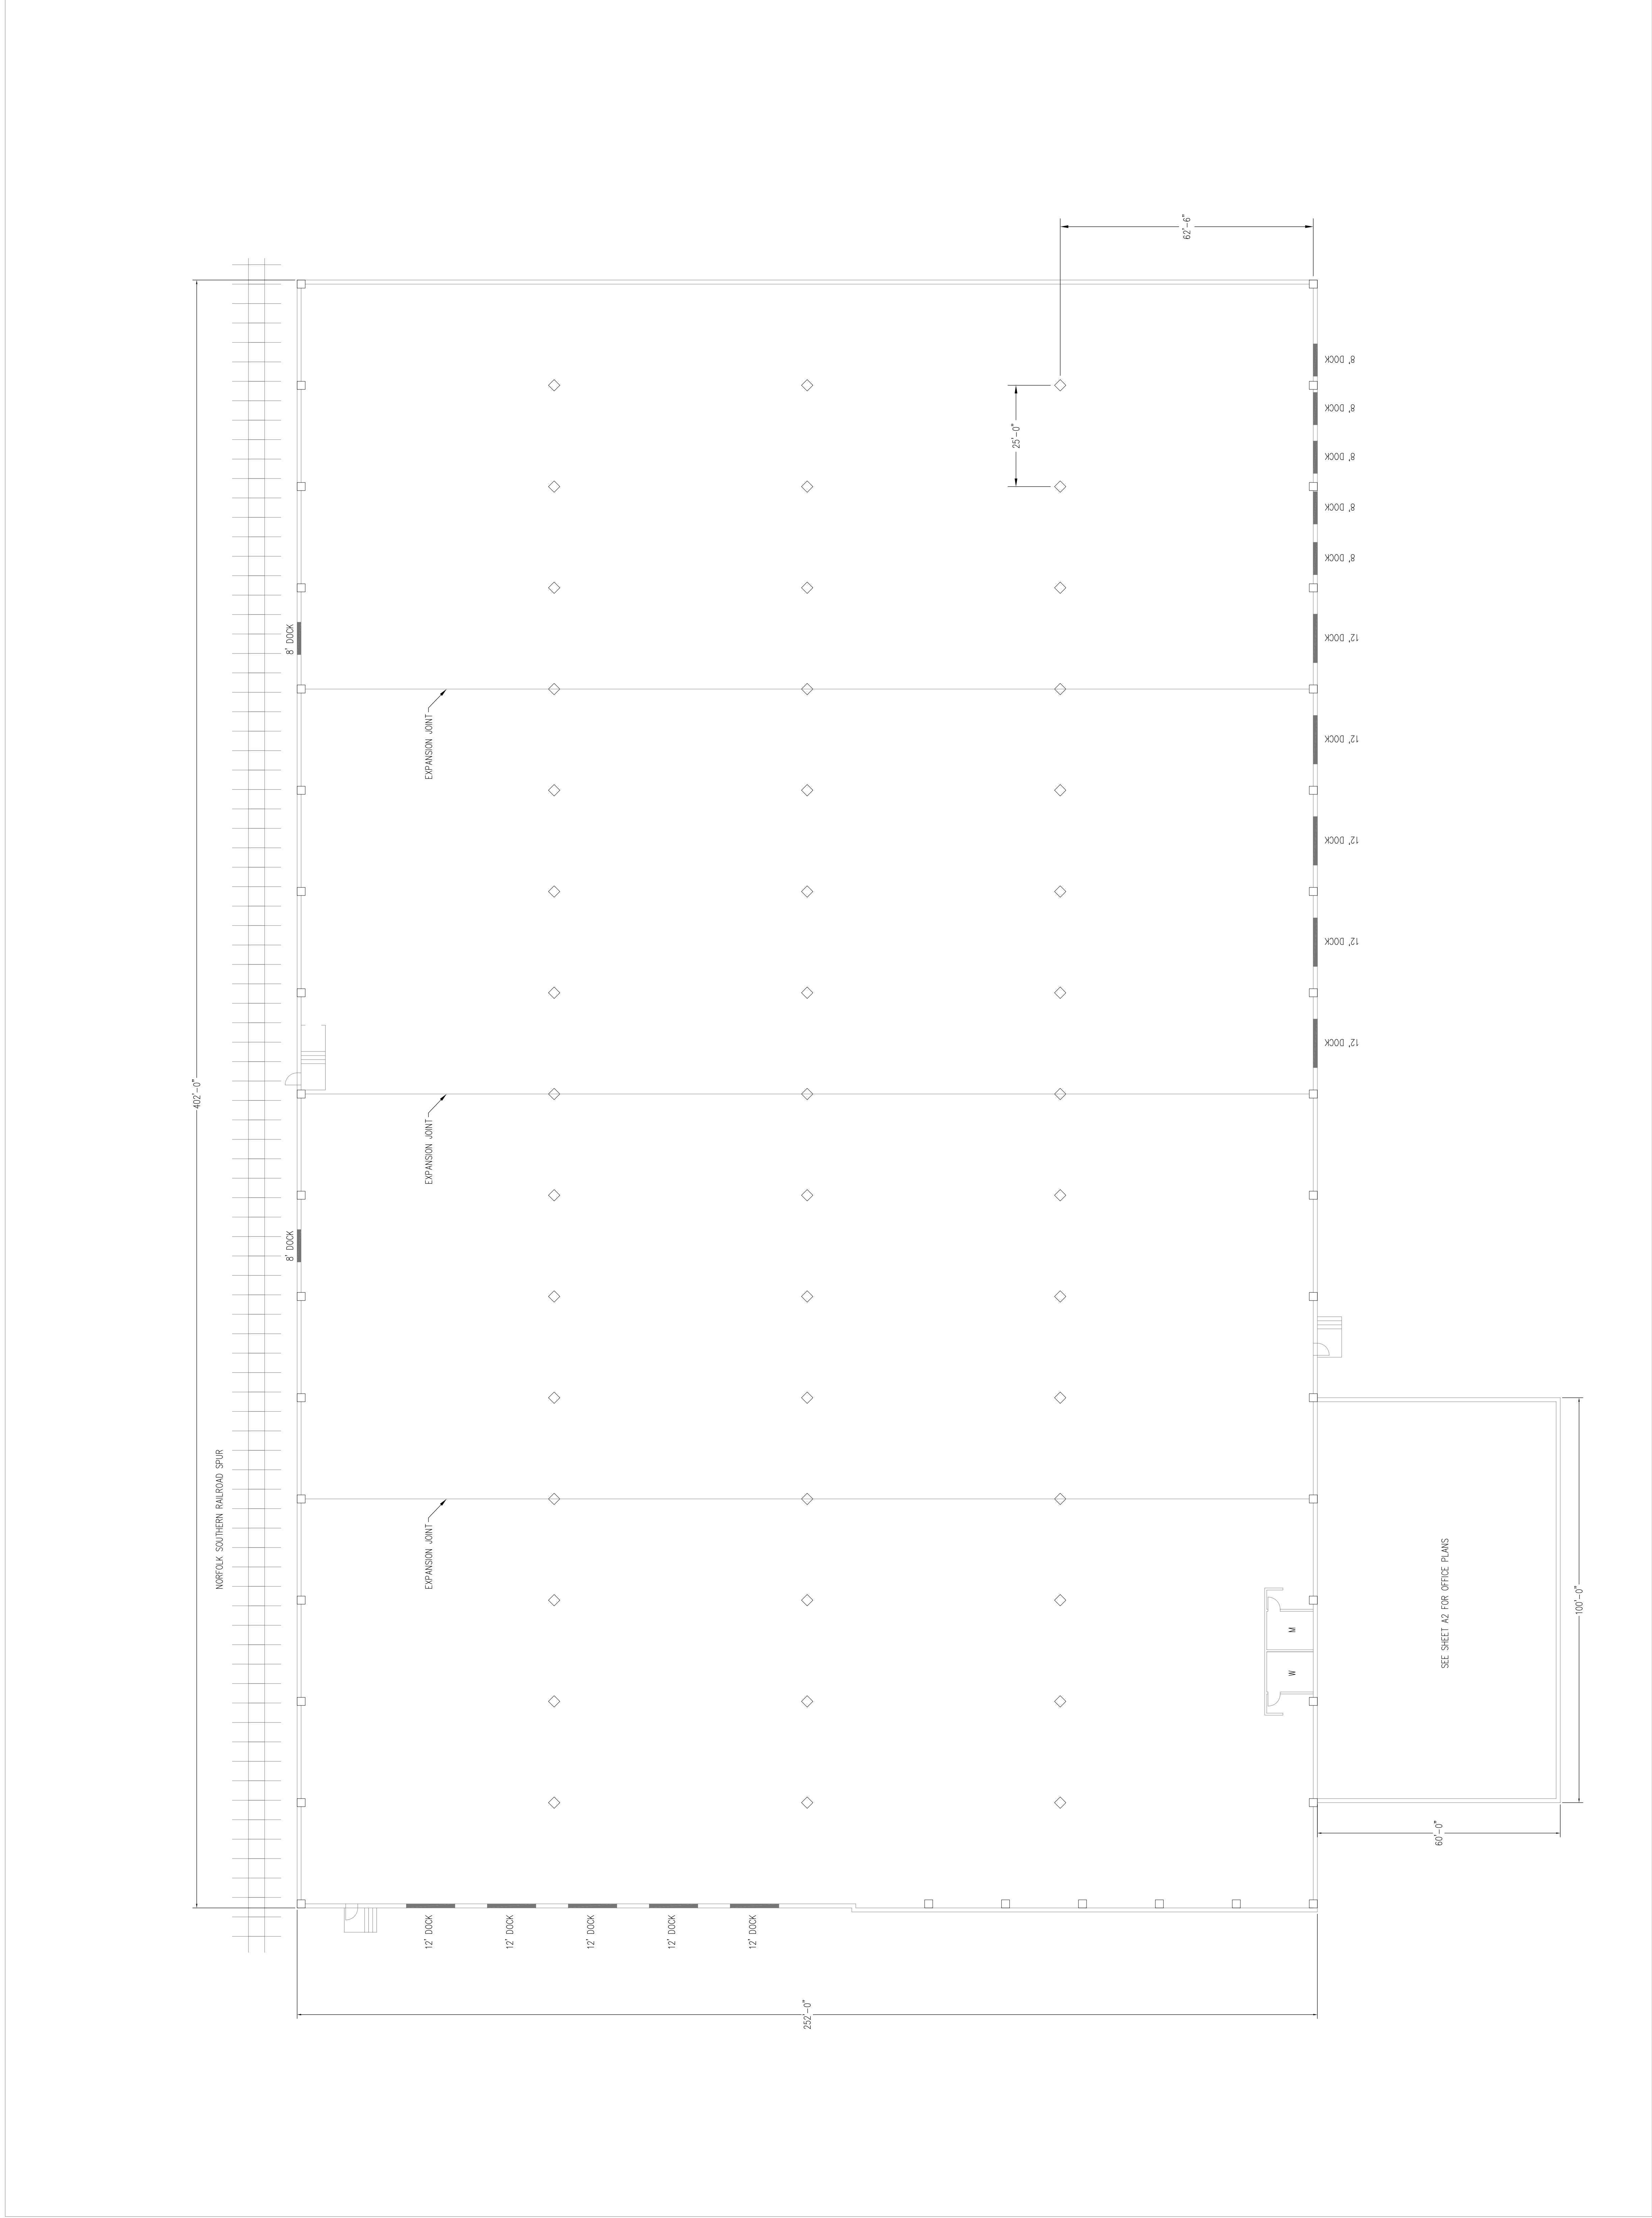 NORFOLK SOUTHERN RAILROAD SPUR
402'-0"
8' DOCK
8' DOCK
EXPANSION JOINT
EXPANSION JOINT
EXPANSION JOINT
62'-6"
25'-0"
8' DOCK
8' DOCK
8' DOCK
8' DOCK
8' DOCK
12' DOCK
12' DOCK
12' DOCK
12' DOCK
12' DOCK
M
W
SEE SHEET A2 FOR OFFICE PLANS
100'-0"
60'-0"
12' DOCK
12' DOCK
12' DOCK
12' DOCK
12' DOCK
252'-0"